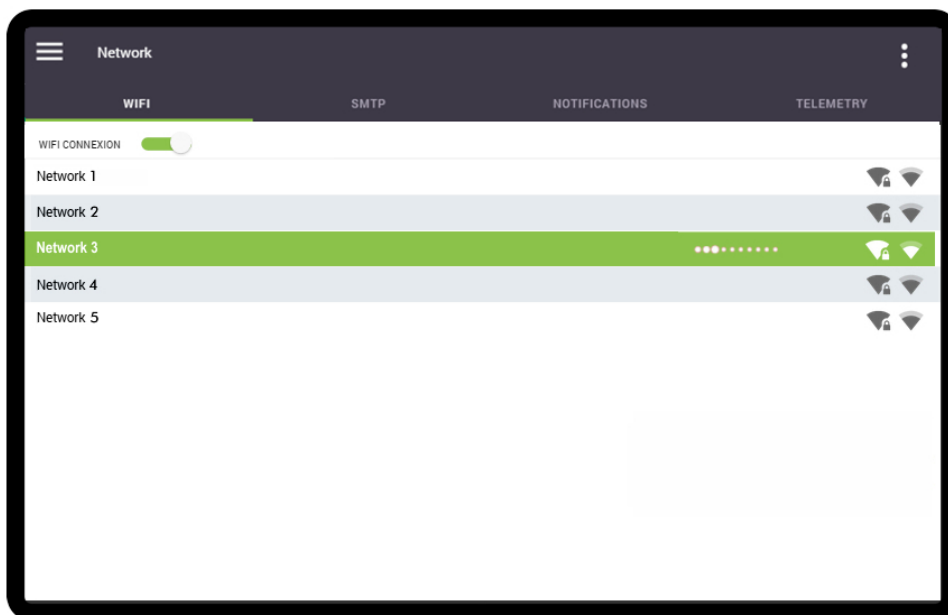 Network
WIFI SMTP NOTIFICATIONS TELEMETRY
WIFI CONNEXION
Network 1
Network 2
Network 3
Network 4
Network 5